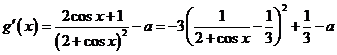 g′(x) = (2cos x+1)/(2+cos x)² − a = −3(1/(2+cos x) − 1/3)² + 1/3 − a